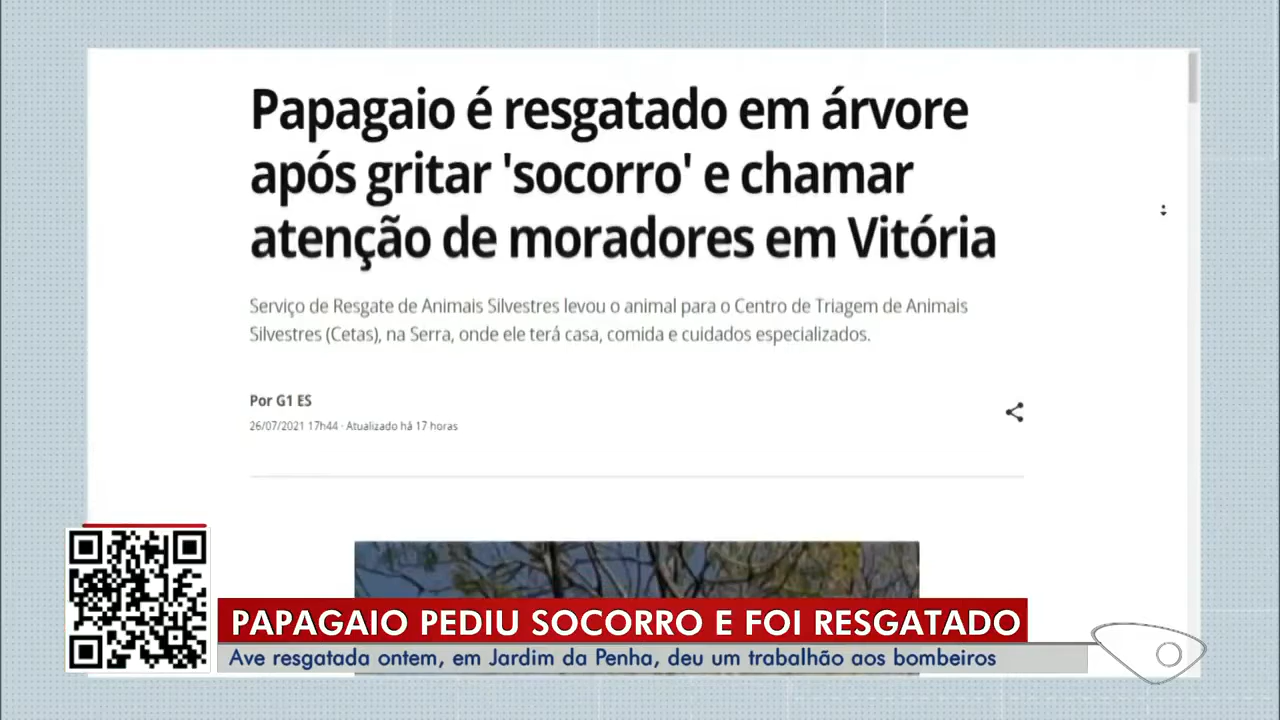 Papagaio é resgatado em árvore
após gritar 'socorro' e chamar
atenção de moradores em Vitória
Serviço de Resgate de Animais Silvestres levou o animal para o Centro de Triagem de Animais
Silvestres (Cetas), na Serra, onde ele terá casa, comida e cuidados especializados.
Por G1 ES
26/07/2021 17h44 · Atualizado há 17 horas
PAPAGAIO PEDIU SOCORRO E FOI RESGATADO
Ave resgatada ontem, em Jardim da Penha, deu um trabalhão aos bombeiros